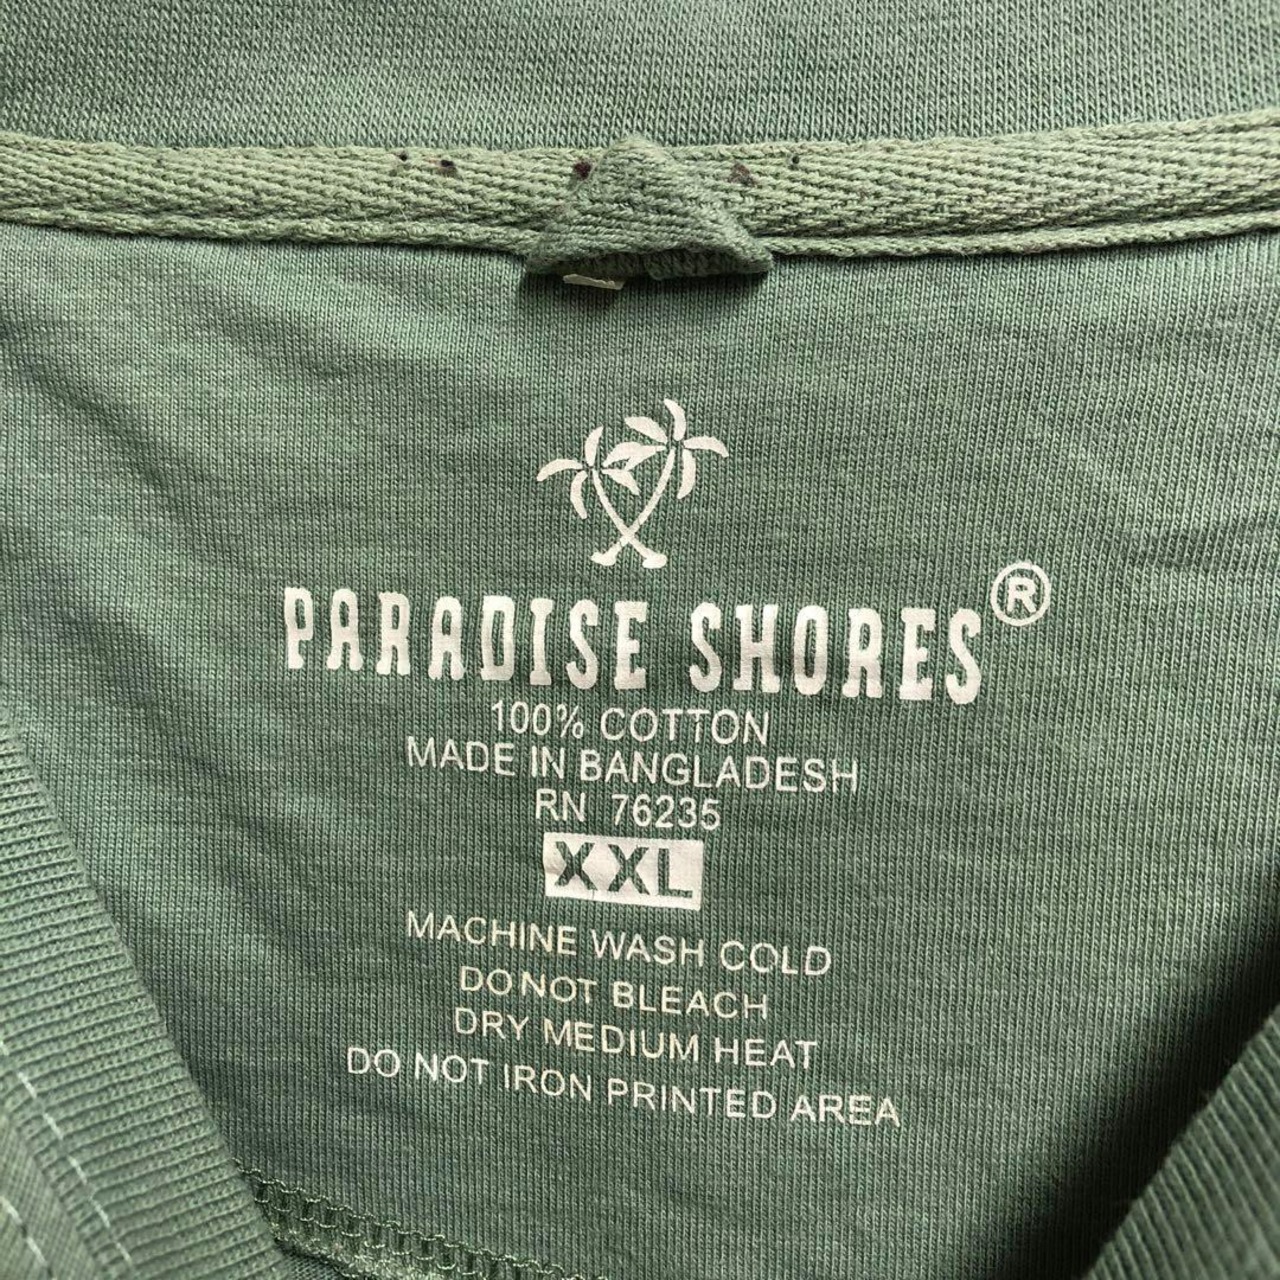 PARADISE SHORES®
100% COTTON
MADE IN BANGLADESH
RN 76235
XXL
MACHINE WASH COLD
DO NOT BLEACH
DRY MEDIUM HEAT
DO NOT IRON PRINTED AREA